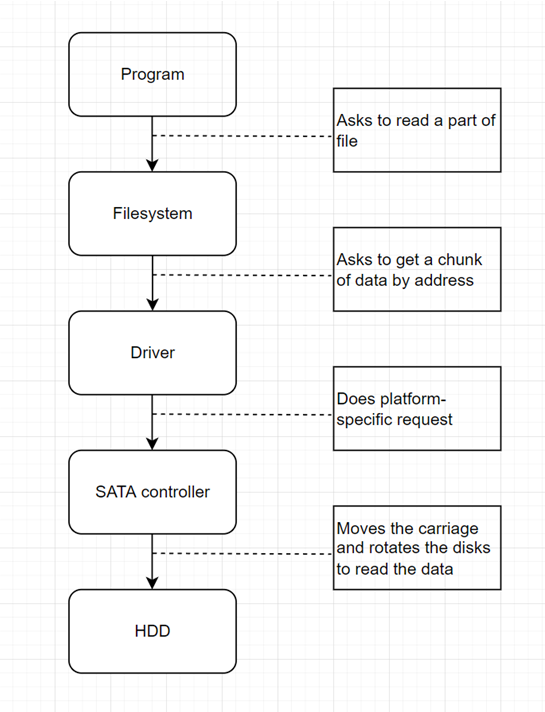 Program
Asks to read a part of
file
Filesystem
Asks to get a chunk
of data by address
Driver
Does platform-
specific request
SATA controller
Moves the carriage
and rotates the disks
to read the data
HDD